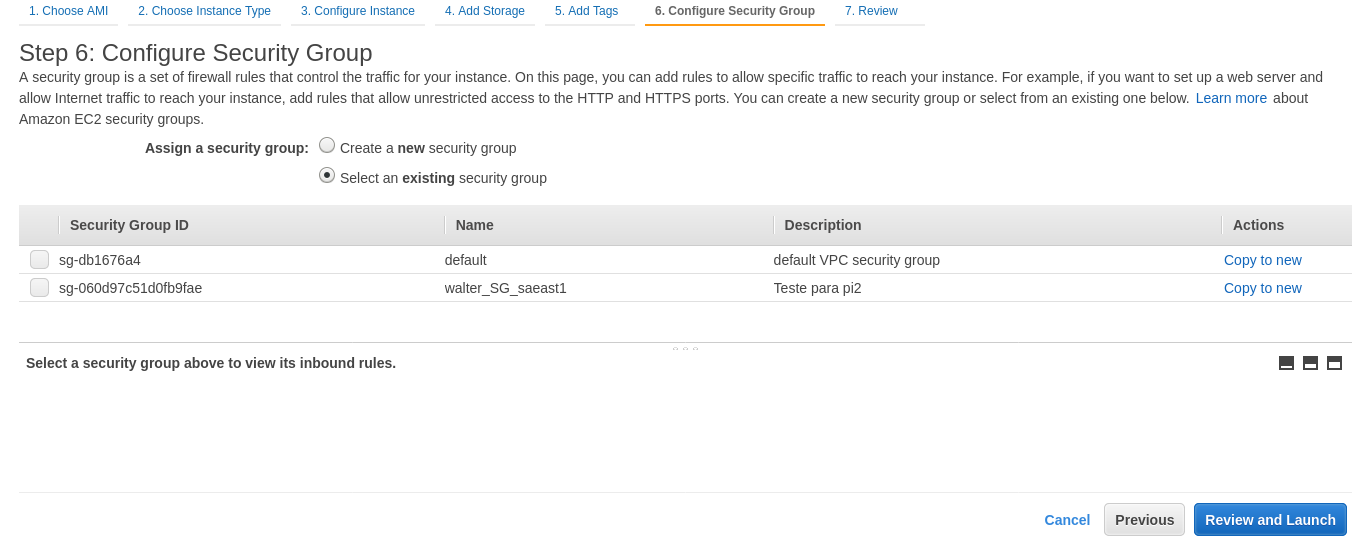 1. Choose AMI 2. Choose Instance Type 3. Configure Instance 4. Add Storage 5. Add Tags 6. Configure Security Group 7. Review
Step 6: Configure Security Group
A security group is a set of firewall rules that control the traffic for your instance. On this page, you can add rules to allow specific traffic to reach your instance. For example, if you want to set up a web server and
allow Internet traffic to reach your instance, add rules that allow unrestricted access to the HTTP and HTTPS ports. You can create a new security group or select from an existing one below. Learn more about
Amazon EC2 security groups.
Assign a security group: Create a new security group
Select an existing security group
Security Group ID Name Description Actions
sg-db1676a4 default default VPC security group Copy to new
sg-060d97c51d0fb9fae walter_SG_saeast1 Teste para pi2 Copy to new
Select a security group above to view its inbound rules.
Cancel Previous Review and Launch